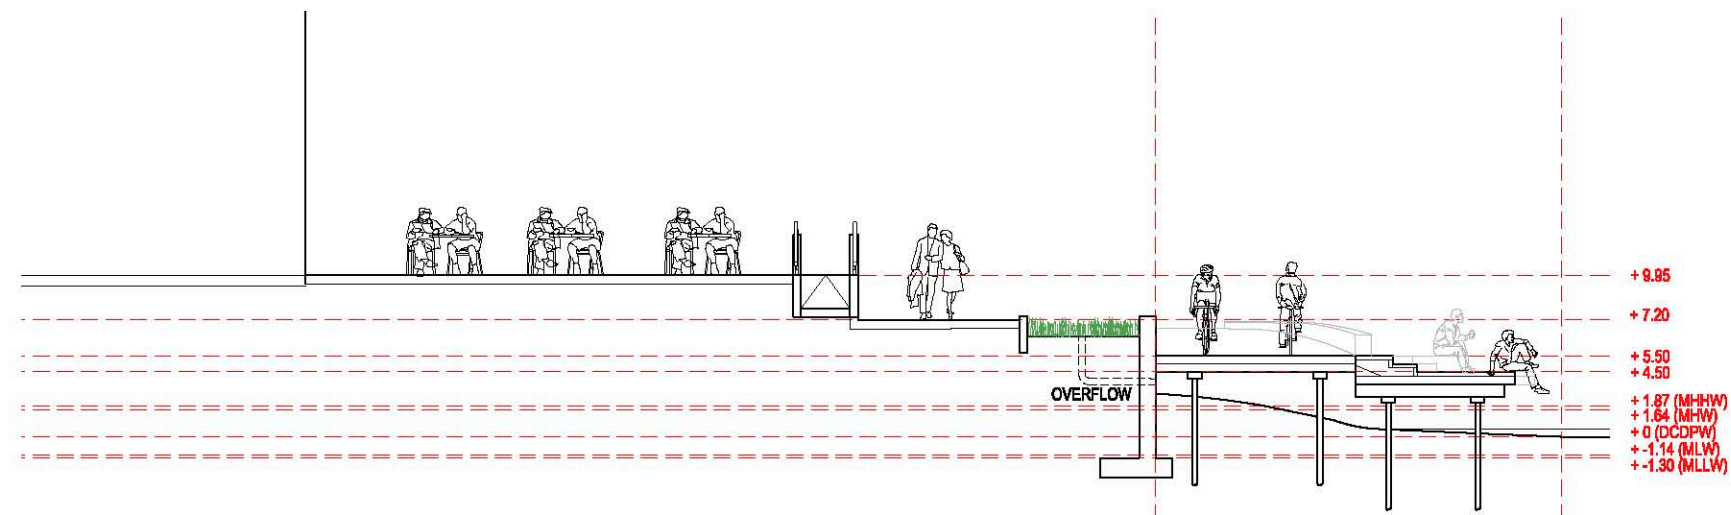 + 9.95
+ 7.20
+ 5.50
+ 4.50
OVERFLOW
+ 1.87 (MHHW)
+ 1.64 (MHW)
+ 0 (DCDPW)
+ -1.14 (MLW)
+ -1.30 (MLLW)